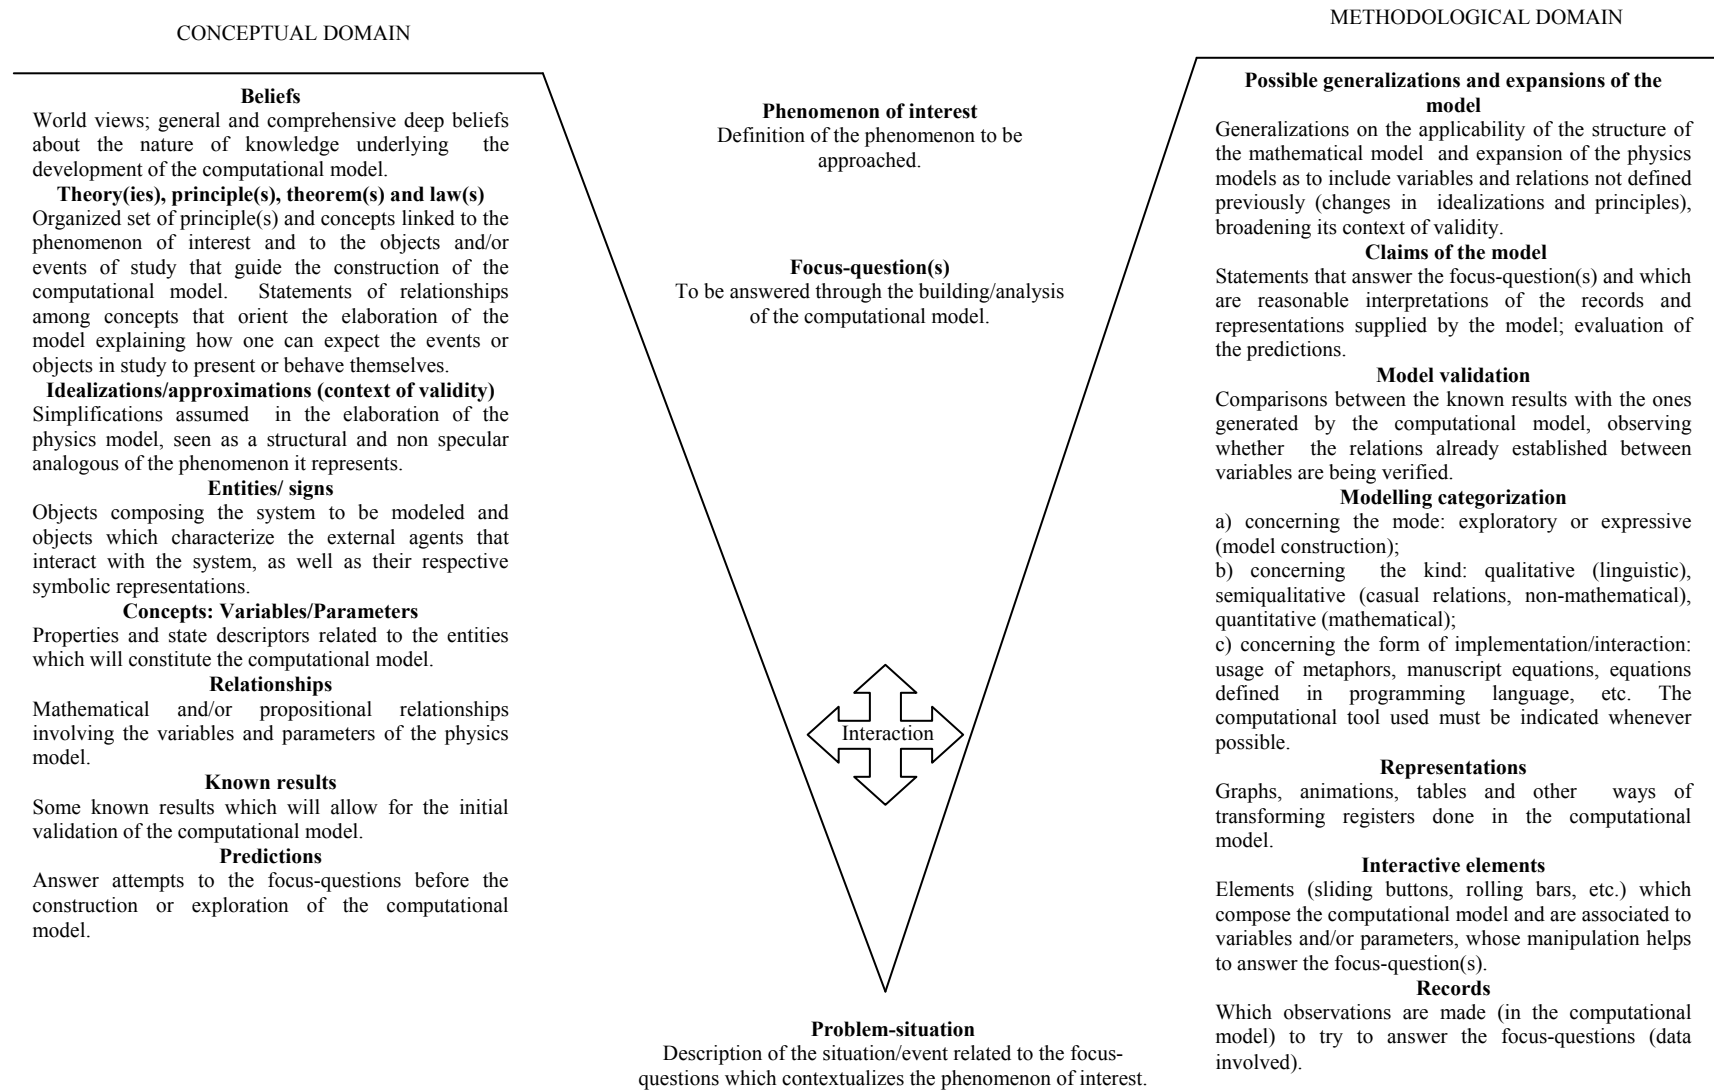 CONCEPTUAL DOMAIN
Beliefs
World views; general and comprehensive deep beliefs
about the nature of knowledge underlying the
development of the computational model.
Theory(ies), principle(s), theorem(s) and law(s)
Organized set of principle(s) and concepts linked to the
phenomenon of interest and to the objects and/or
events of study that guide the construction of the
computational model. Statements of relationships
among concepts that orient the elaboration of the
model explaining how one can expect the events or
objects in study to present or behave themselves.
Idealizations/approximations (context of validity)
Simplifications assumed in the elaboration of the
physics model, seen as a structural and non specular
analogous of the phenomenon it represents.
Entities/ signs
Objects composing the system to be modeled and
objects which characterize the external agents that
interact with the system, as well as their respective
symbolic representations.
Concepts: Variables/Parameters
Properties and state descriptors related to the entities
which will constitute the computational model.
Relationships
Mathematical and/or propositional relationships
involving the variables and parameters of the physics
model.
Known results
Some known results which will allow for the initial
validation of the computational model.
Predictions
Answer attempts to the focus-questions before the
construction or exploration of the computational
model.
Phenomenon of interest
Definition of the phenomenon to be
approached.
Focus-question(s)
To be answered through the building/analysis
of the computational model.
Interaction
Problem-situation
Description of the situation/event related to the focus-
questions which contextualizes the phenomenon of interest.
METHODOLOGICAL DOMAIN
Possible generalizations and expansions of the
model
Generalizations on the applicability of the structure of
the mathematical model and expansion of the physics
models as to include variables and relations not defined
previously (changes in idealizations and principles),
broadening its context of validity.
Claims of the model
Statements that answer the focus-question(s) and which
are reasonable interpretations of the records and
representations supplied by the model; evaluation of
the predictions.
Model validation
Comparisons between the known results with the ones
generated by the computational model, observing
whether the relations already established between
variables are being verified.
Modelling categorization
a) concerning the mode: exploratory or expressive
(model construction);
b) concerning the kind: qualitative (linguistic),
semiqualitative (casual relations, non-mathematical),
quantitative (mathematical);
c) concerning the form of implementation/interaction:
usage of metaphors, manuscript equations, equations
defined in programming language, etc. The
computational tool used must be indicated whenever
possible.
Representations
Graphs, animations, tables and other ways of
transforming registers done in the computational
model.
Interactive elements
Elements (sliding buttons, rolling bars, etc.) which
compose the computational model and are associated to
variables and/or parameters, whose manipulation helps
to answer the focus-question(s).
Records
Which observations are made (in the computational
model) to try to answer the focus-questions (data
involved).